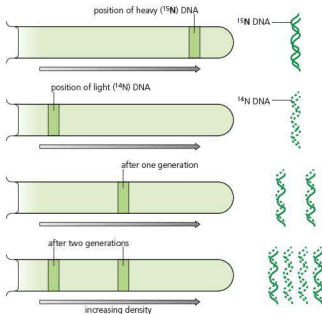 position of heavy (¹⁵N) DNA
¹⁵N DNA
position of light (¹⁴N) DNA
¹⁴N DNA
after one generation
after two generations
increasing density